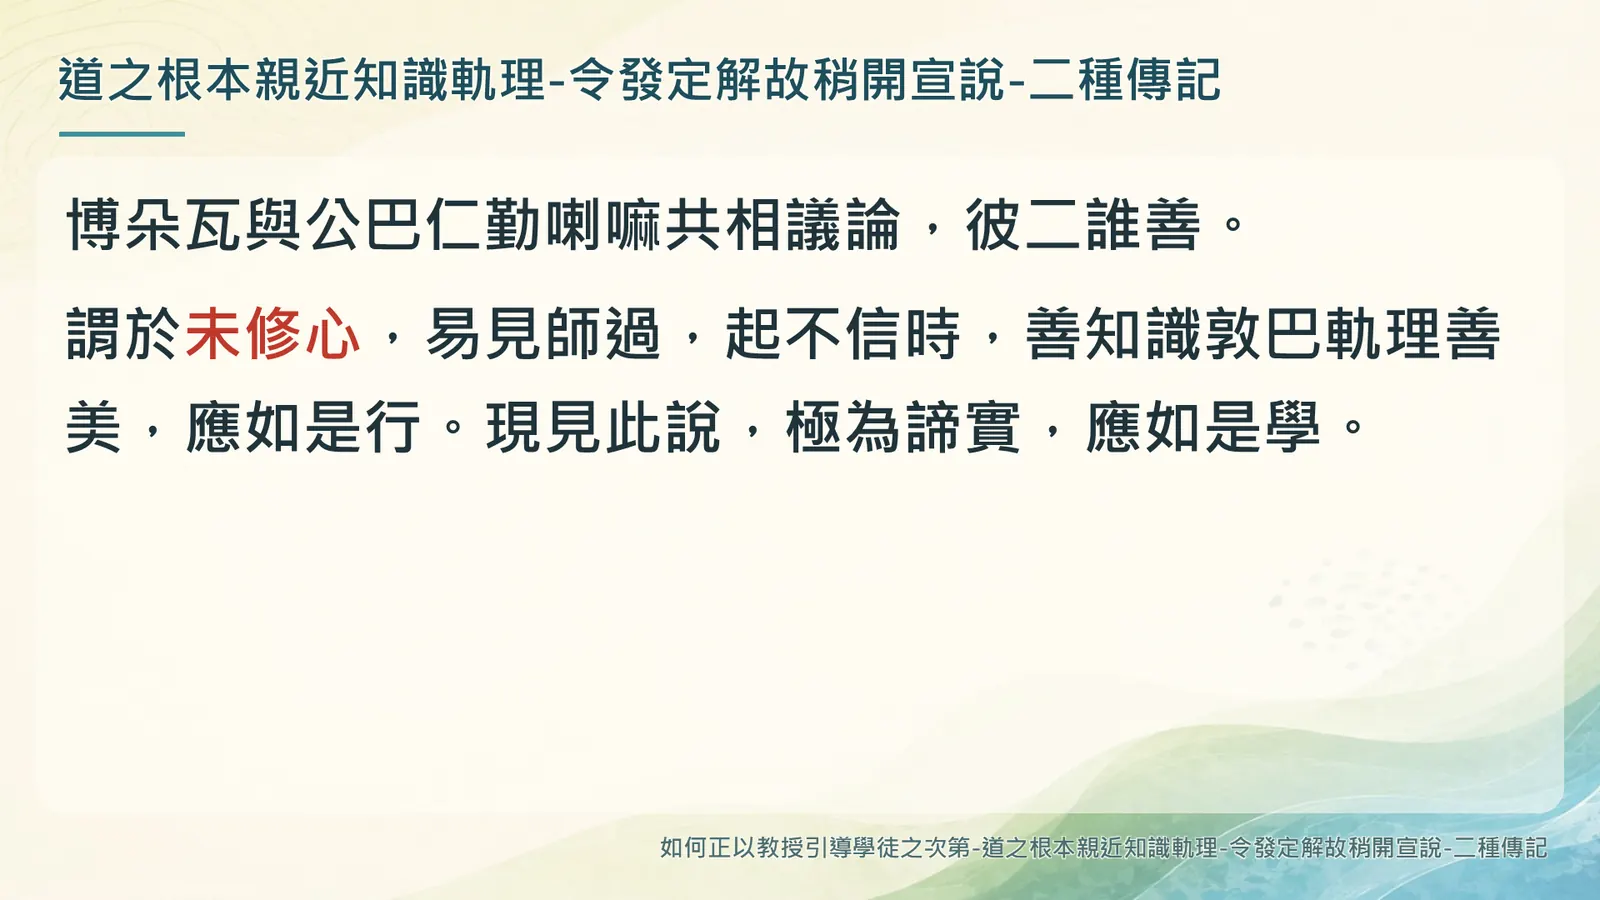 道之根本親近知識軌理-令發定解故稍開宣說-二種傳記
博朵瓦與公巴仁勤喇嘛共相議論，彼二誰善。
謂於未修心，易見師過，起不信時，善知識敦巴軌理善
美，應如是行。現見此說，極為諦實，應如是學。
如何正以教授引導學徒之次第-道之根本親近知識軌理-令發定解故稍開宣說-二種傳記